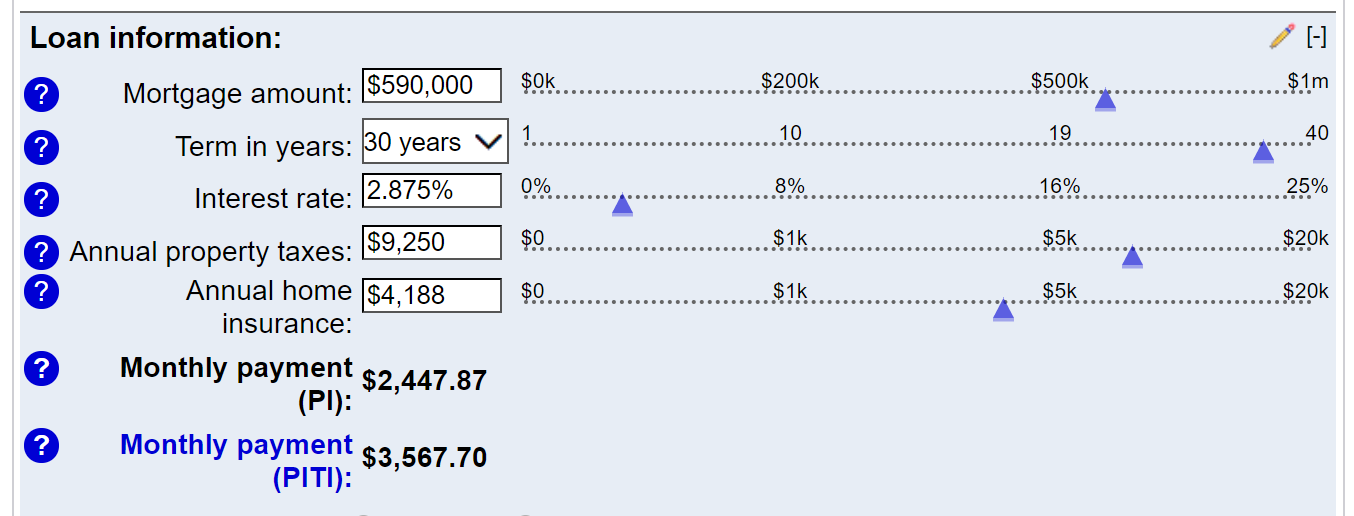 Loan information: [-]
? Mortgage amount: $590,000 $0k $200k $500k $1m
? Term in years: 30 years 1 10 19 40
? Interest rate: 2.875% 0% 8% 16% 25%
? Annual property taxes: $9,250 $0 $1k $5k $20k
? Annual home $4,188 $0 $1k $5k $20k
insurance:
? Monthly payment $2,447.87
(PI):
? Monthly payment $3,567.70
(PITI):